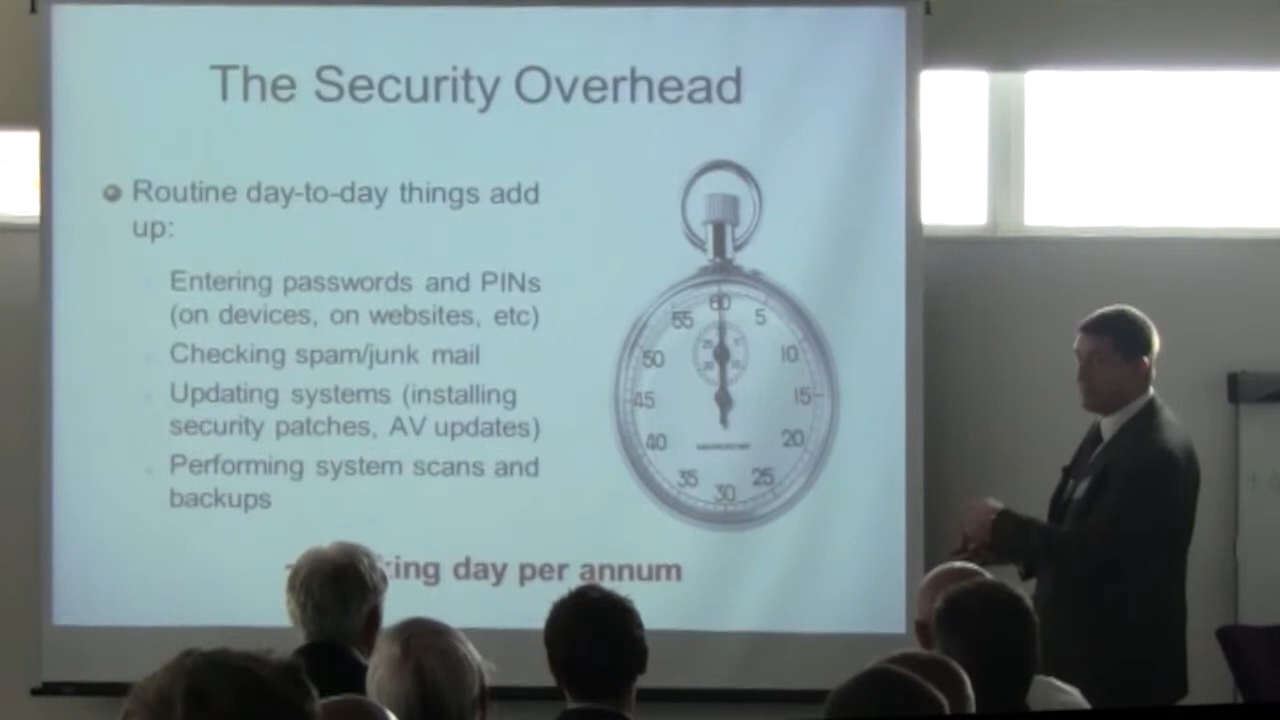 The Security Overhead
Routine day-to-day things add
up:
Entering passwords and PINs
(on devices, on websites, etc)
Checking spam/junk mail
Updating systems (installing
security patches, AV updates)
Performing system scans and
backups
day per annum
60
5
10
15
20
25
30
35
40
45
50
55